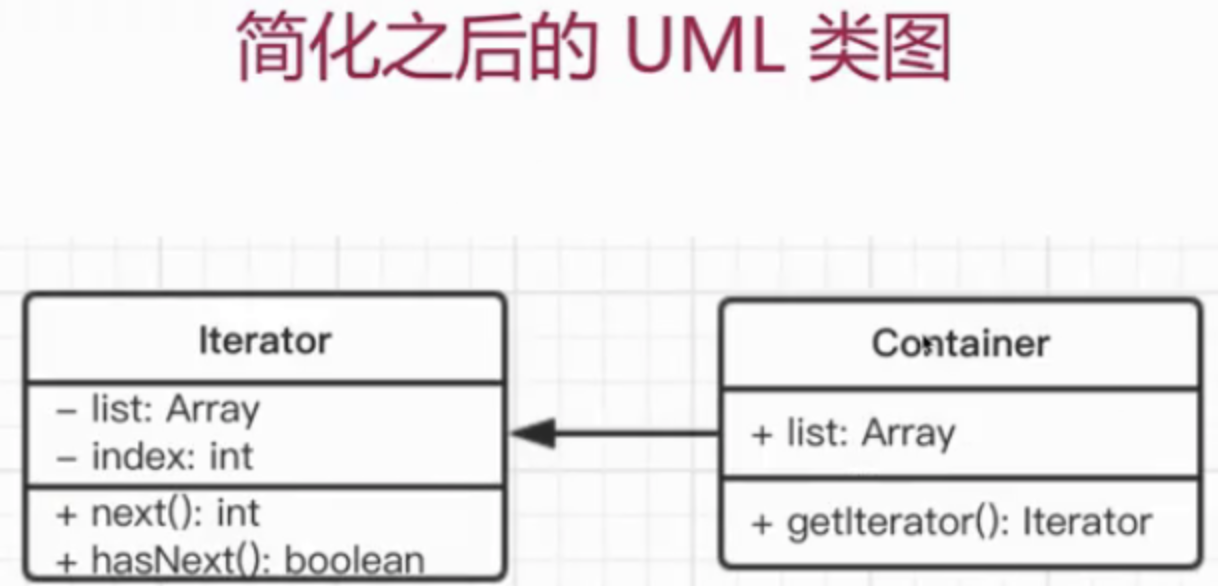 简化之后的 UML 类图
Iterator
– list: Array
– index: int
+ next(): int
+ hasNext(): boolean
Container
+ list: Array
+ getIterator(): Iterator